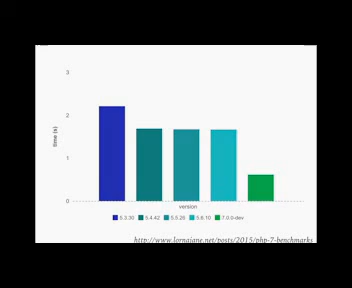 3
2
time (s)
1
0
version
5.3.30 5.4.42 5.5.26 5.6.10 7.0.0-dev
http://www.lornajane.net/posts/2015/php-7-benchmarks